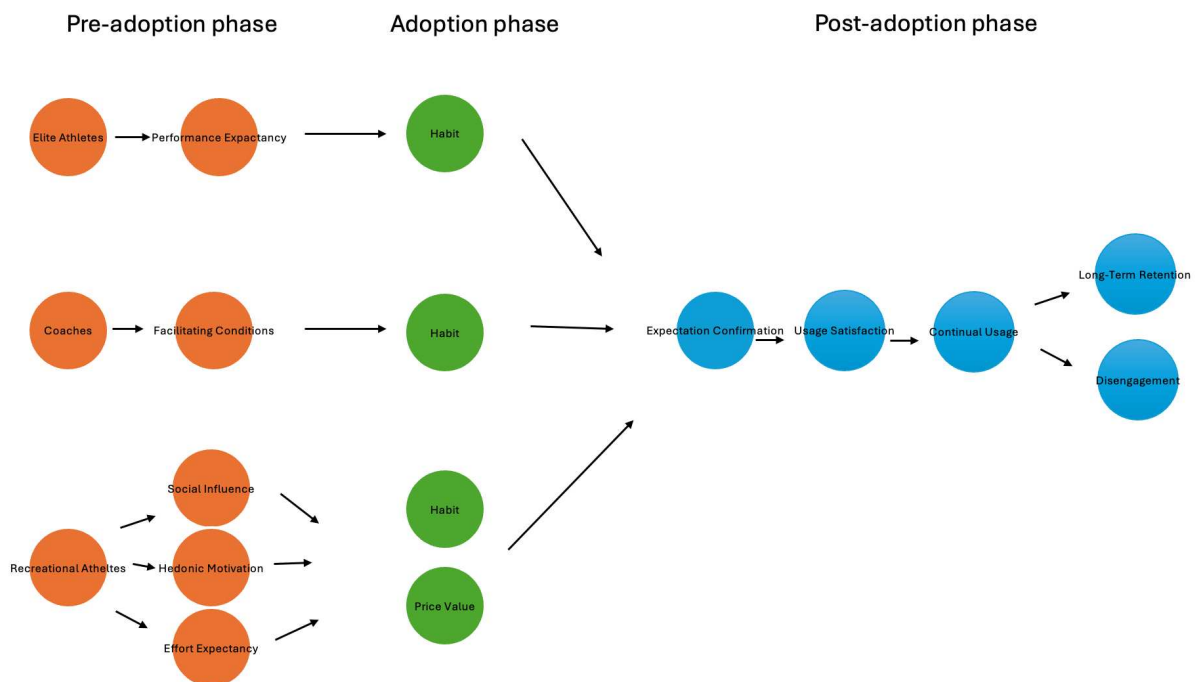 Pre-adoption phase
Adoption phase
Post-adoption phase
Elite Athletes
Performance Expactancy
Habit
Long-Term Retention
Coaches
Facilitating Conditions
Habit
Expectation Confirmation
Usage Satisfaction
Continual Usage
Disengagement
Social Influence
Habit
Recreational Atheltes
Hedonic Motivation
Price Value
Effort Expectancy